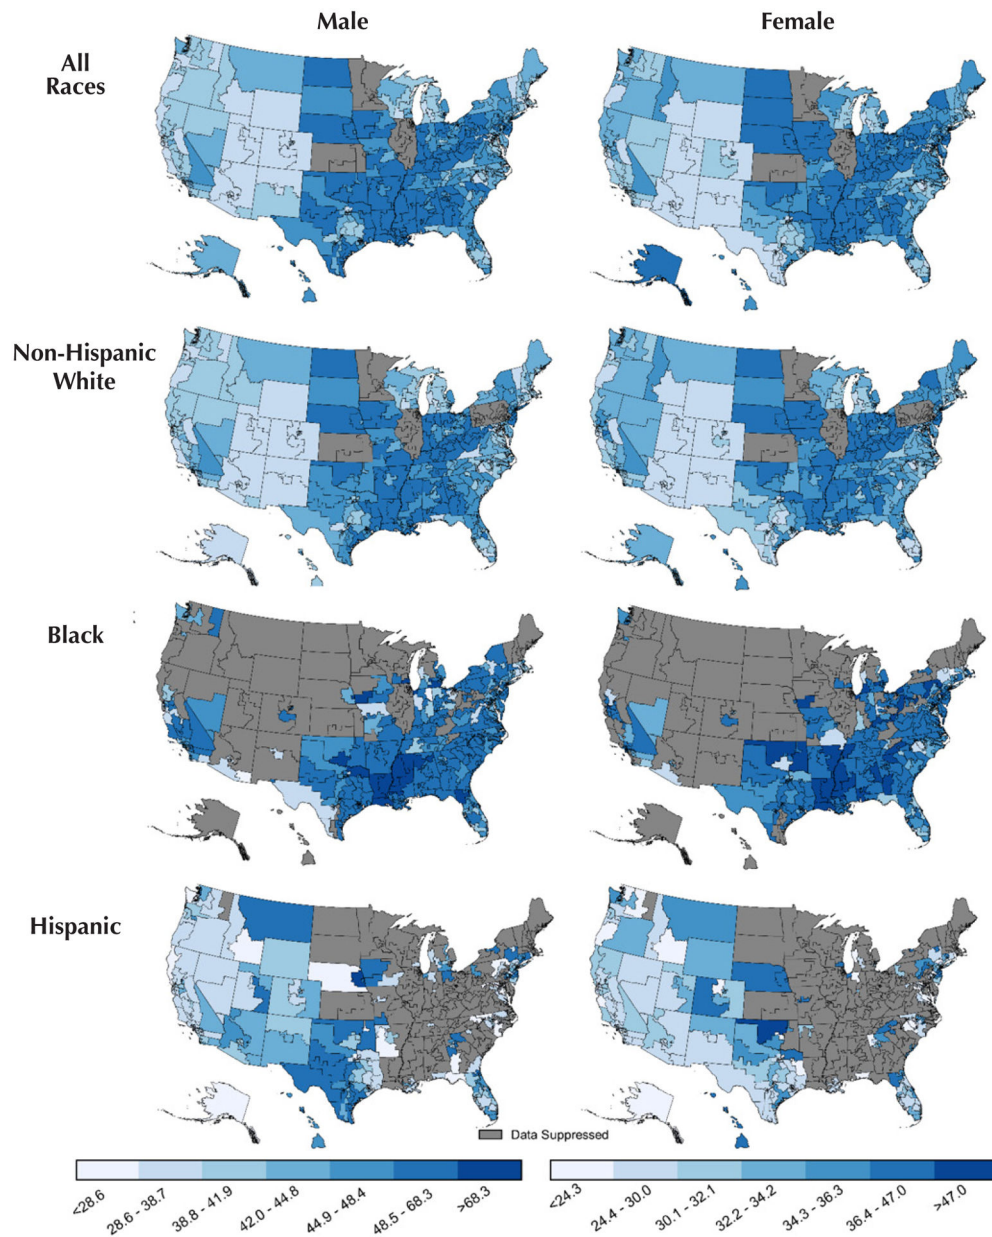 Male
Female
All
Races
Non-Hispanic
White
Black
Hispanic
Data Suppressed
<28.6
28.6 - 38.7
38.8 - 41.9
42.0 - 44.8
44.9 - 48.4
48.5 - 68.3
>68.3
<24.3
24.4 - 30.0
30.1 - 32.1
32.2 - 34.2
34.3 - 36.3
36.4 - 47.0
>47.0